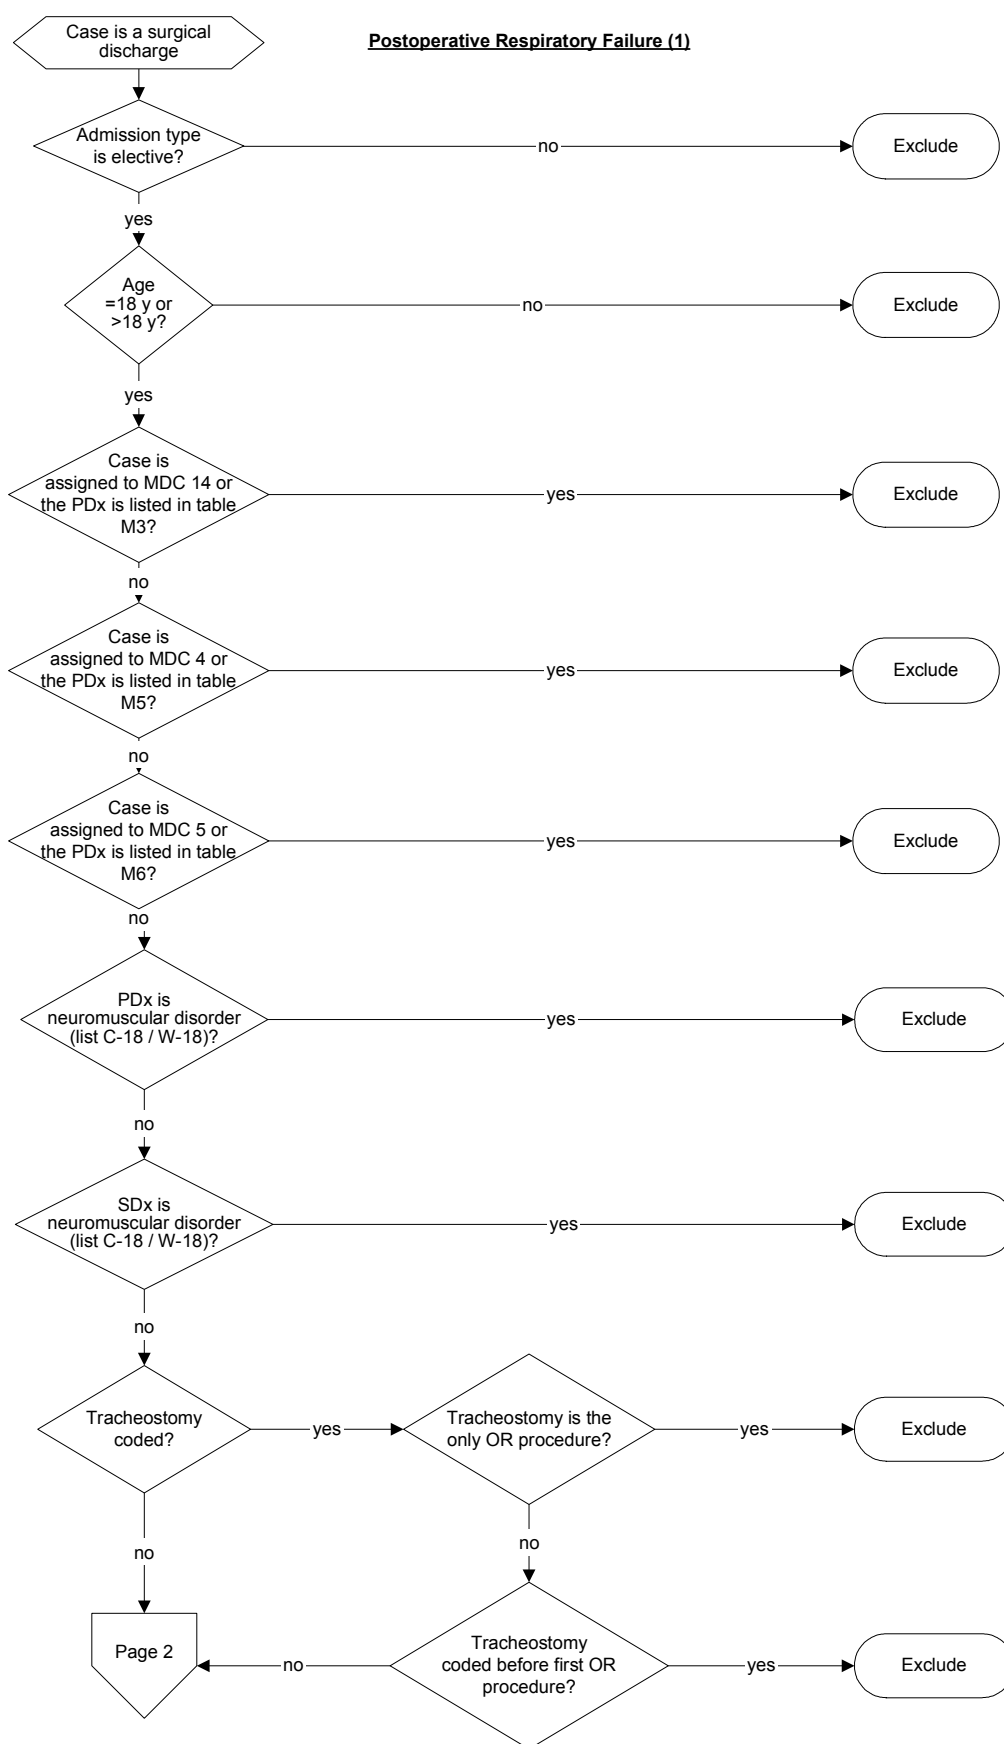 Case is a surgical
discharge
Postoperative Respiratory Failure (1)
Admission type
is elective?
no
Exclude
yes
Age
=18 y or
>18 y?
no
Exclude
yes
Case is
assigned to MDC 14 or
the PDx is listed in table
M3?
yes
Exclude
no
Case is
assigned to MDC 4 or
the PDx is listed in table
M5?
yes
Exclude
no
Case is
assigned to MDC 5 or
the PDx is listed in table
M6?
yes
Exclude
no
PDx is
neuromuscular disorder
(list C-18 / W-18)?
yes
Exclude
no
SDx is
neuromuscular disorder
(list C-18 / W-18)?
yes
Exclude
no
Tracheostomy
coded?
yes
Tracheostomy is the
only OR procedure?
yes
Exclude
no
no
Page 2
no
Tracheostomy
coded before first OR
procedure?
yes
Exclude